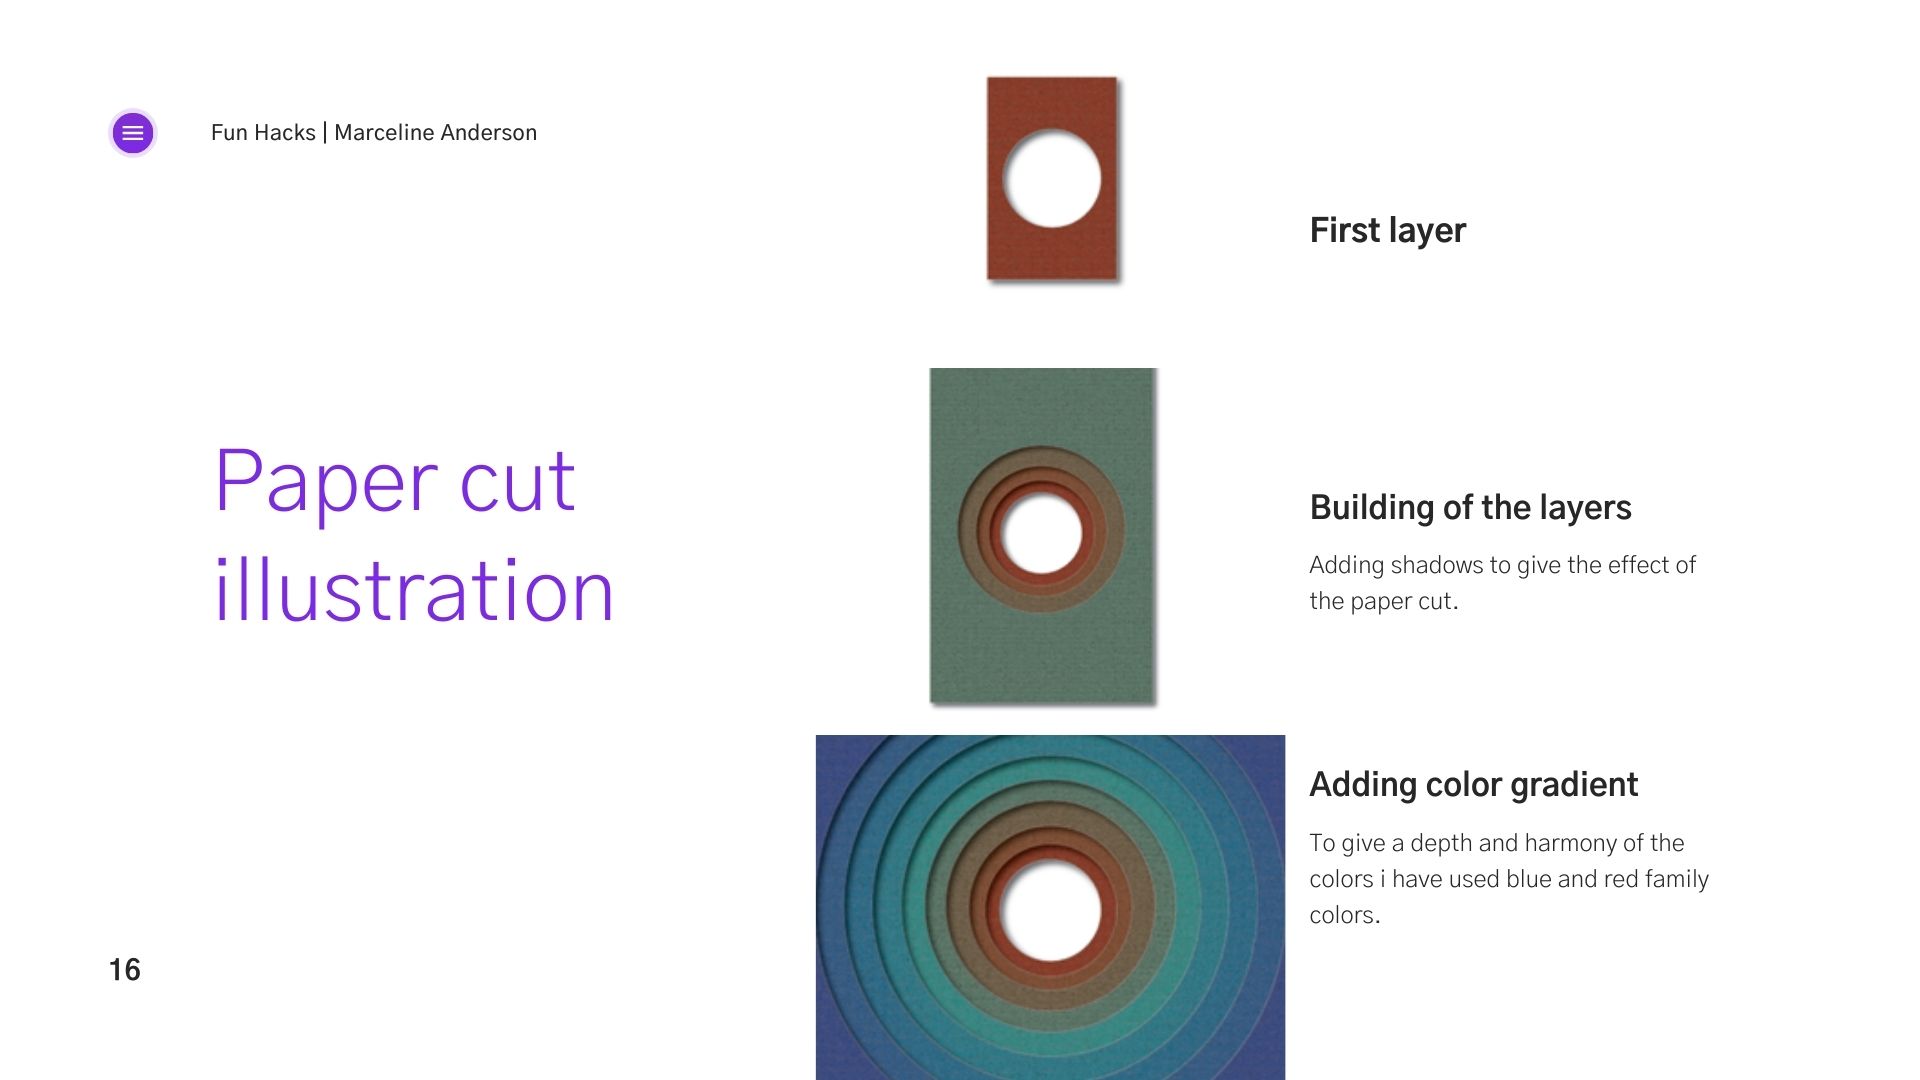 Fun Hacks | Marceline Anderson
Paper cut
illustration
First layer
Building of the layers
Adding shadows to give the effect of
the paper cut.
Adding color gradient
To give a depth and harmony of the
colors i have used blue and red family
colors.
16